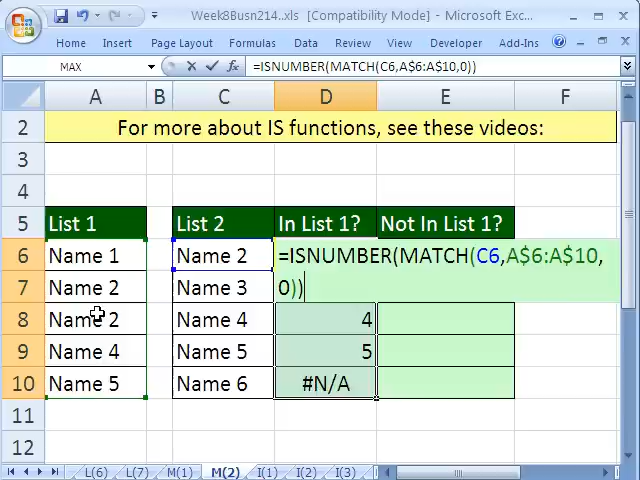 Week8Busn214..xls [Compatibility Mode] - Microsoft Exc...
Home Insert Page Layout Formulas Data Review View Developer Add-Ins
MAX =ISNUMBER(MATCH(C6,A$6:A$10,0))
A B C D E F
2 For more about IS functions, see these videos:
3
4
5 List 1 List 2 In List 1? Not In List 1?
6 Name 1 Name 2 =ISNUMBER(MATCH(C6,A$6:A$10,
7 Name 2 Name 3 0))
8 Name 2 Name 4 4
9 Name 4 Name 5 5
10 Name 5 Name 6 #N/A
11
12
L(6) L(7) M(1) M(2) I(1) I(2) I(3)